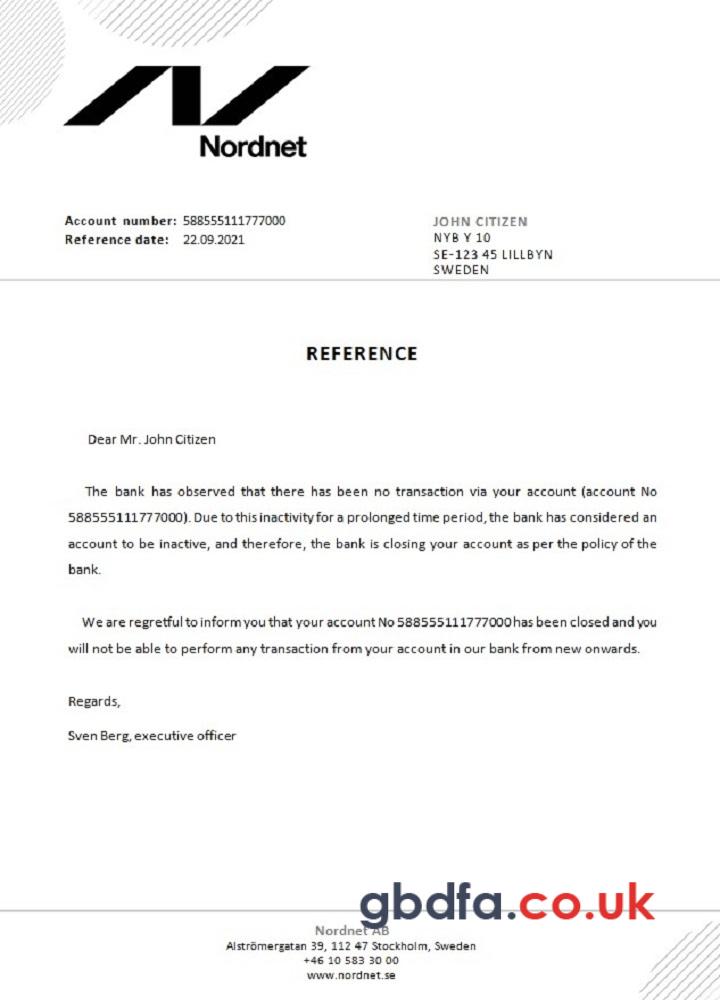 Nordnet
Account number: 588555111777000
Reference date: 22.09.2021
JOHN CITIZEN
NYB Y 10
SE-123 45 LILLBYN
SWEDEN
REFERENCE
Dear Mr. John Citizen
The bank has observed that there has been no transaction via your account (account No
588555111777000). Due to this inactivity for a prolonged time period, the bank has considered an
account to be inactive, and therefore, the bank is closing your account as per the policy of the
bank.
We are regretful to inform you that your account No 588555111777000 has been closed and you
will not be able to perform any transaction from your account in our bank from new onwards.
Regards,
Sven Berg, executive officer
gbdfa.co.uk
Nordnet AB
Alströmergatan 39, 112 47 Stockholm, Sweden
+46 10 583 30 00
www.nordnet.se